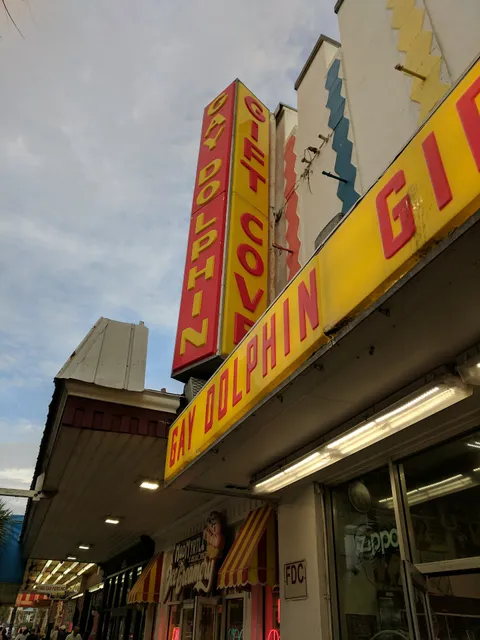 GAY DOLPHIN
GIFT COVE
GAY DOLPHIN GI
FDC
zippo